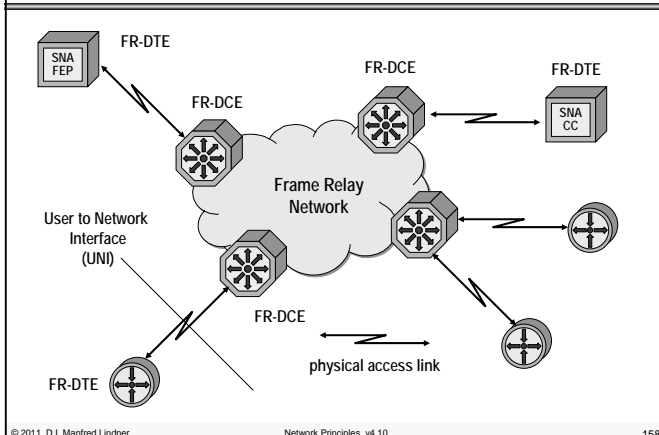 FR-DTE
SNA
FEP
FR-DCE
FR-DCE
FR-DTE
SNA
CC
Frame Relay
Network
User to Network
Interface
(UNI)
FR-DCE
physical access link
FR-DTE
© 2011, D.I. Manfred Lindner
Network Principles, v4.10
158